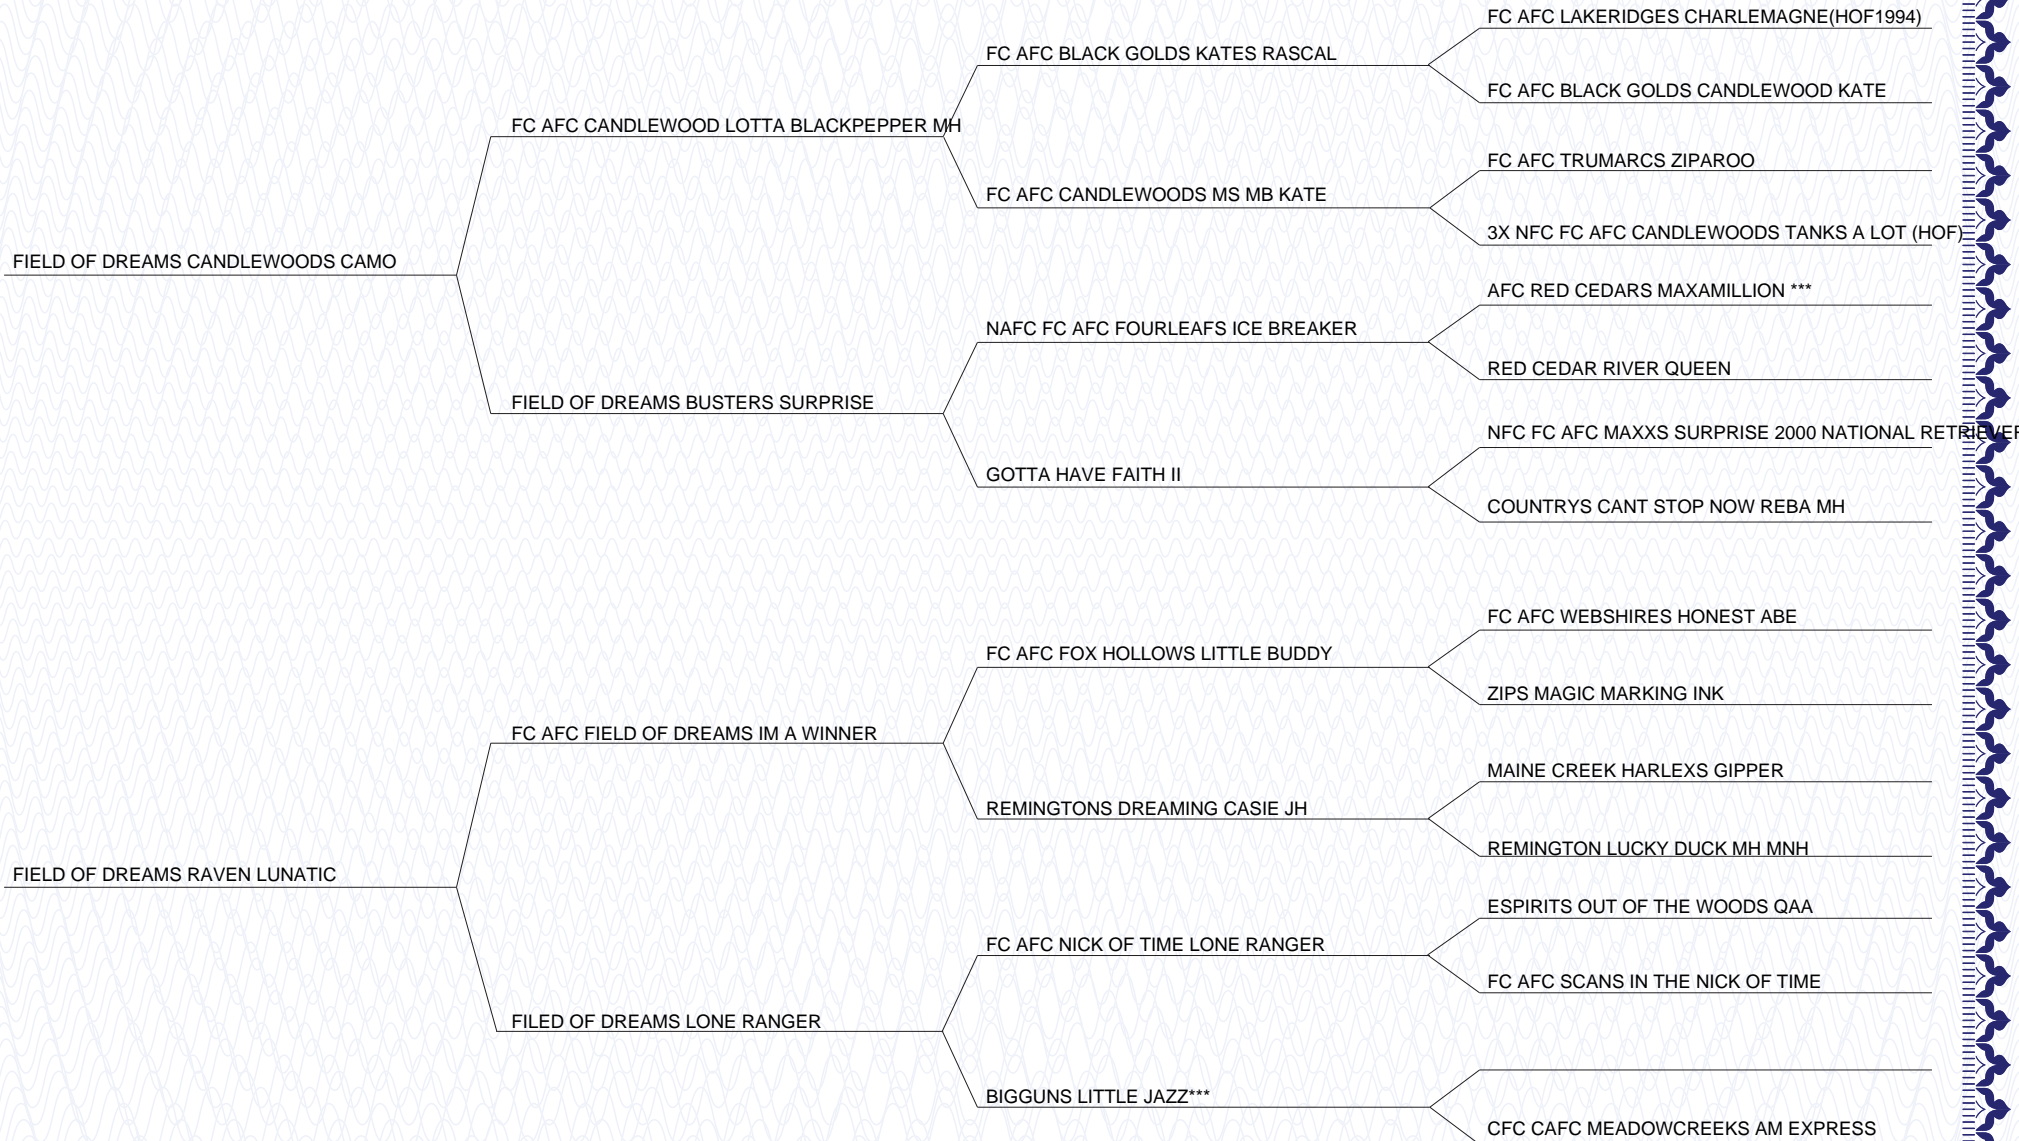 FC AFC LAKERIDGES CHARLEMAGNE(HOF1994)
FC AFC BLACK GOLDS KATES RASCAL
FC AFC BLACK GOLDS CANDLEWOOD KATE
FC AFC CANDLEWOOD LOTTA BLACKPEPPER MH
FC AFC TRUMARCS ZIPAROO
FC AFC CANDLEWOODS MS MB KATE
3X NFC FC AFC CANDLEWOODS TANKS A LOT (HOF)
FIELD OF DREAMS CANDLEWOODS CAMO
AFC RED CEDARS MAXAMILLION ***
NAFC FC AFC FOURLEAFS ICE BREAKER
RED CEDAR RIVER QUEEN
FIELD OF DREAMS BUSTERS SURPRISE
NFC FC AFC MAXXS SURPRISE 2000 NATIONAL RETRIEVER
GOTTA HAVE FAITH II
COUNTRYS CANT STOP NOW REBA MH
FC AFC WEBSHIRES HONEST ABE
FC AFC FOX HOLLOWS LITTLE BUDDY
ZIPS MAGIC MARKING INK
FC AFC FIELD OF DREAMS IM A WINNER
MAINE CREEK HARLEXS GIPPER
REMINGTONS DREAMING CASIE JH
REMINGTON LUCKY DUCK MH MNH
FIELD OF DREAMS RAVEN LUNATIC
ESPIRITS OUT OF THE WOODS QAA
FC AFC NICK OF TIME LONE RANGER
FC AFC SCANS IN THE NICK OF TIME
FILED OF DREAMS LONE RANGER
BIGGUNS LITTLE JAZZ***
CFC CAFC MEADOWCREEKS AM EXPRESS